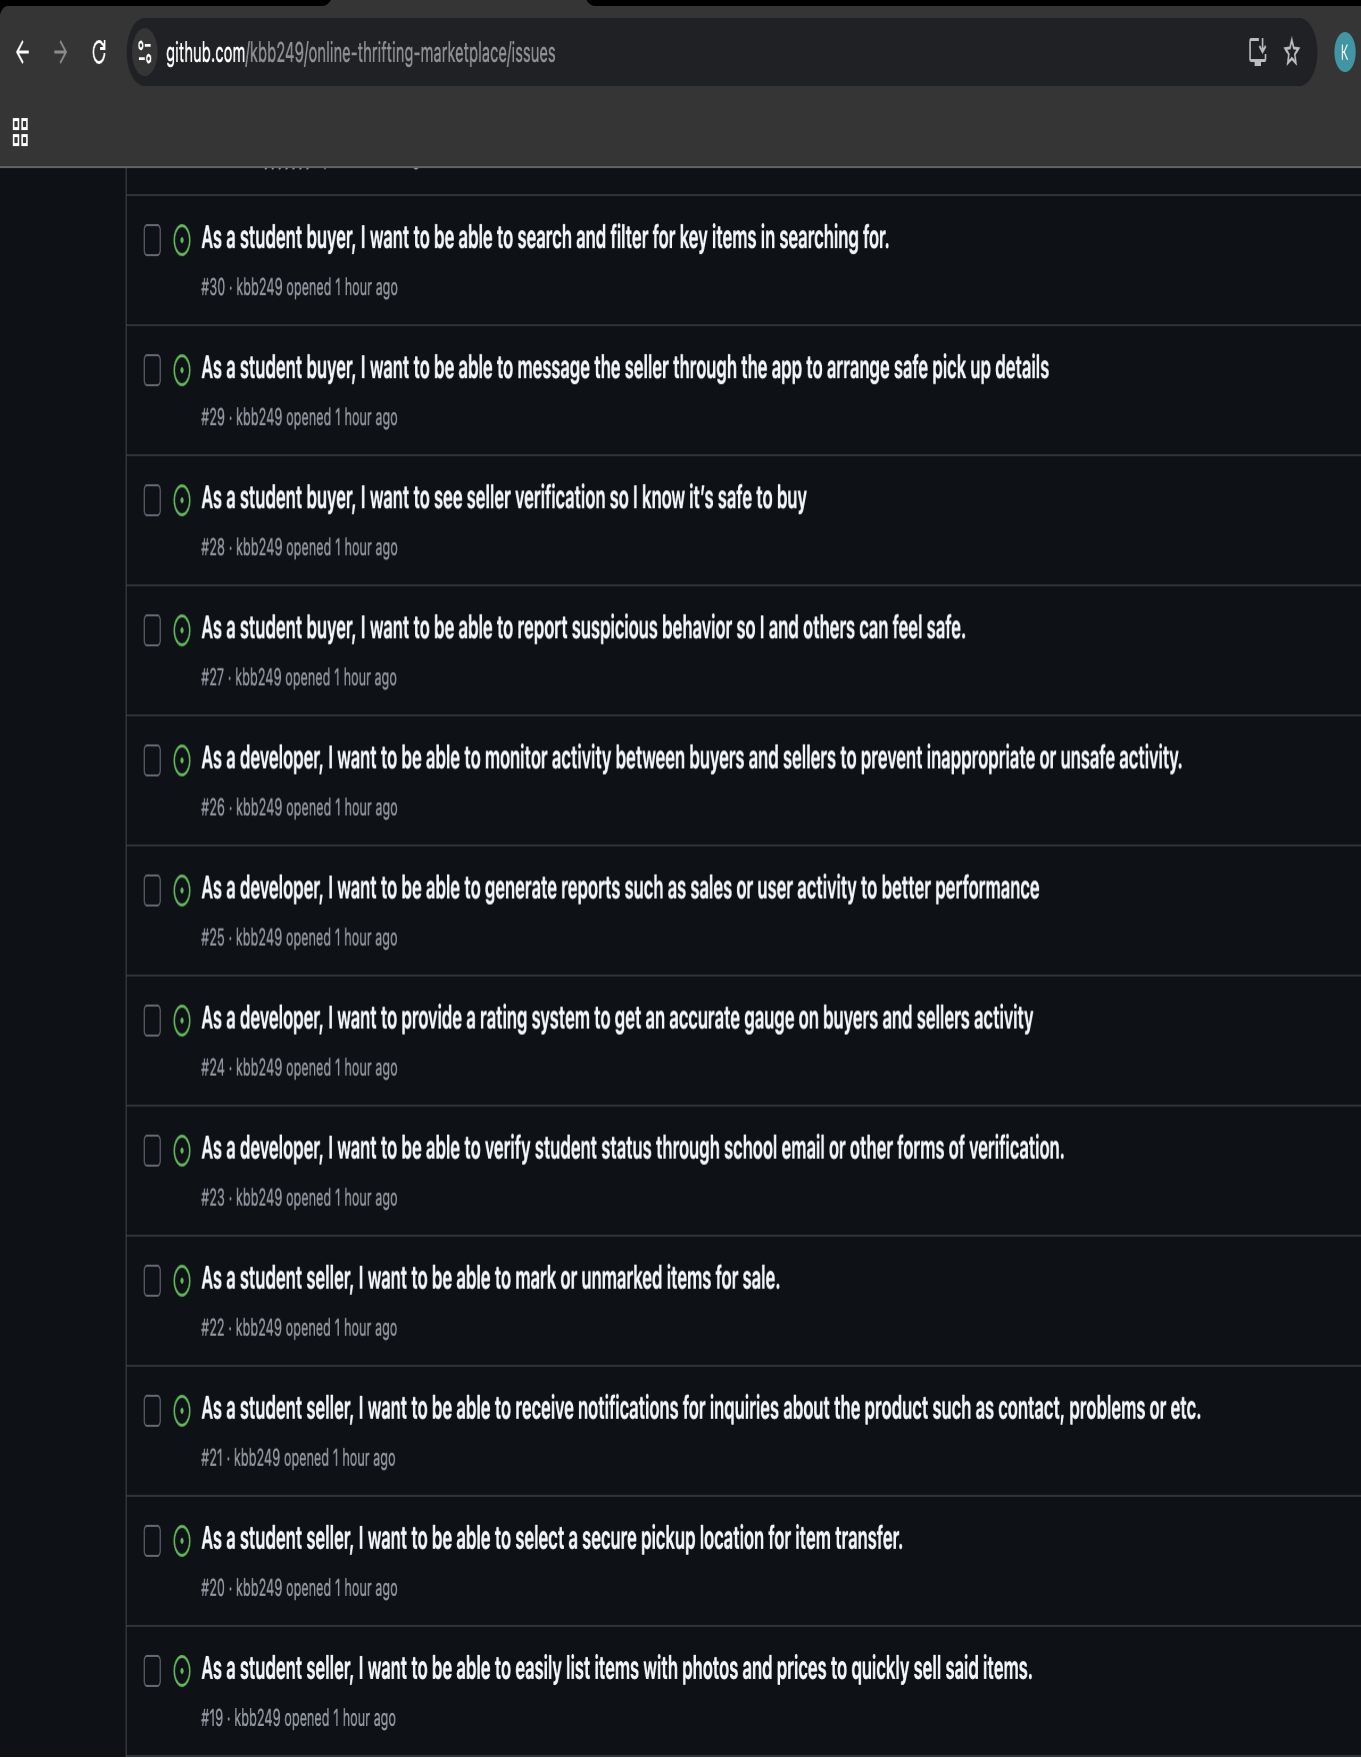 github.com/kbb249/online-thrifting-marketplace/issues
K
As a student buyer, I want to be able to search and filter for key items in searching for.
#30 · kbb249 opened 1 hour ago
As a student buyer, I want to be able to message the seller through the app to arrange safe pick up details
#29 · kbb249 opened 1 hour ago
As a student buyer, I want to see seller verification so I know it's safe to buy
#28 · kbb249 opened 1 hour ago
As a student buyer, I want to be able to report suspicious behavior so I and others can feel safe.
#27 · kbb249 opened 1 hour ago
As a developer, I want to be able to monitor activity between buyers and sellers to prevent inappropriate or unsafe activity.
#26 · kbb249 opened 1 hour ago
As a developer, I want to be able to generate reports such as sales or user activity to better performance
#25 · kbb249 opened 1 hour ago
As a developer, I want to provide a rating system to get an accurate gauge on buyers and sellers activity
#24 · kbb249 opened 1 hour ago
As a developer, I want to be able to verify student status through school email or other forms of verification.
#23 · kbb249 opened 1 hour ago
As a student seller, I want to be able to mark or unmarked items for sale.
#22 · kbb249 opened 1 hour ago
As a student seller, I want to be able to receive notifications for inquiries about the product such as contact, problems or etc.
#21 · kbb249 opened 1 hour ago
As a student seller, I want to be able to select a secure pickup location for item transfer.
#20 · kbb249 opened 1 hour ago
As a student seller, I want to be able to easily list items with photos and prices to quickly sell said items.
#19 · kbb249 opened 1 hour ago